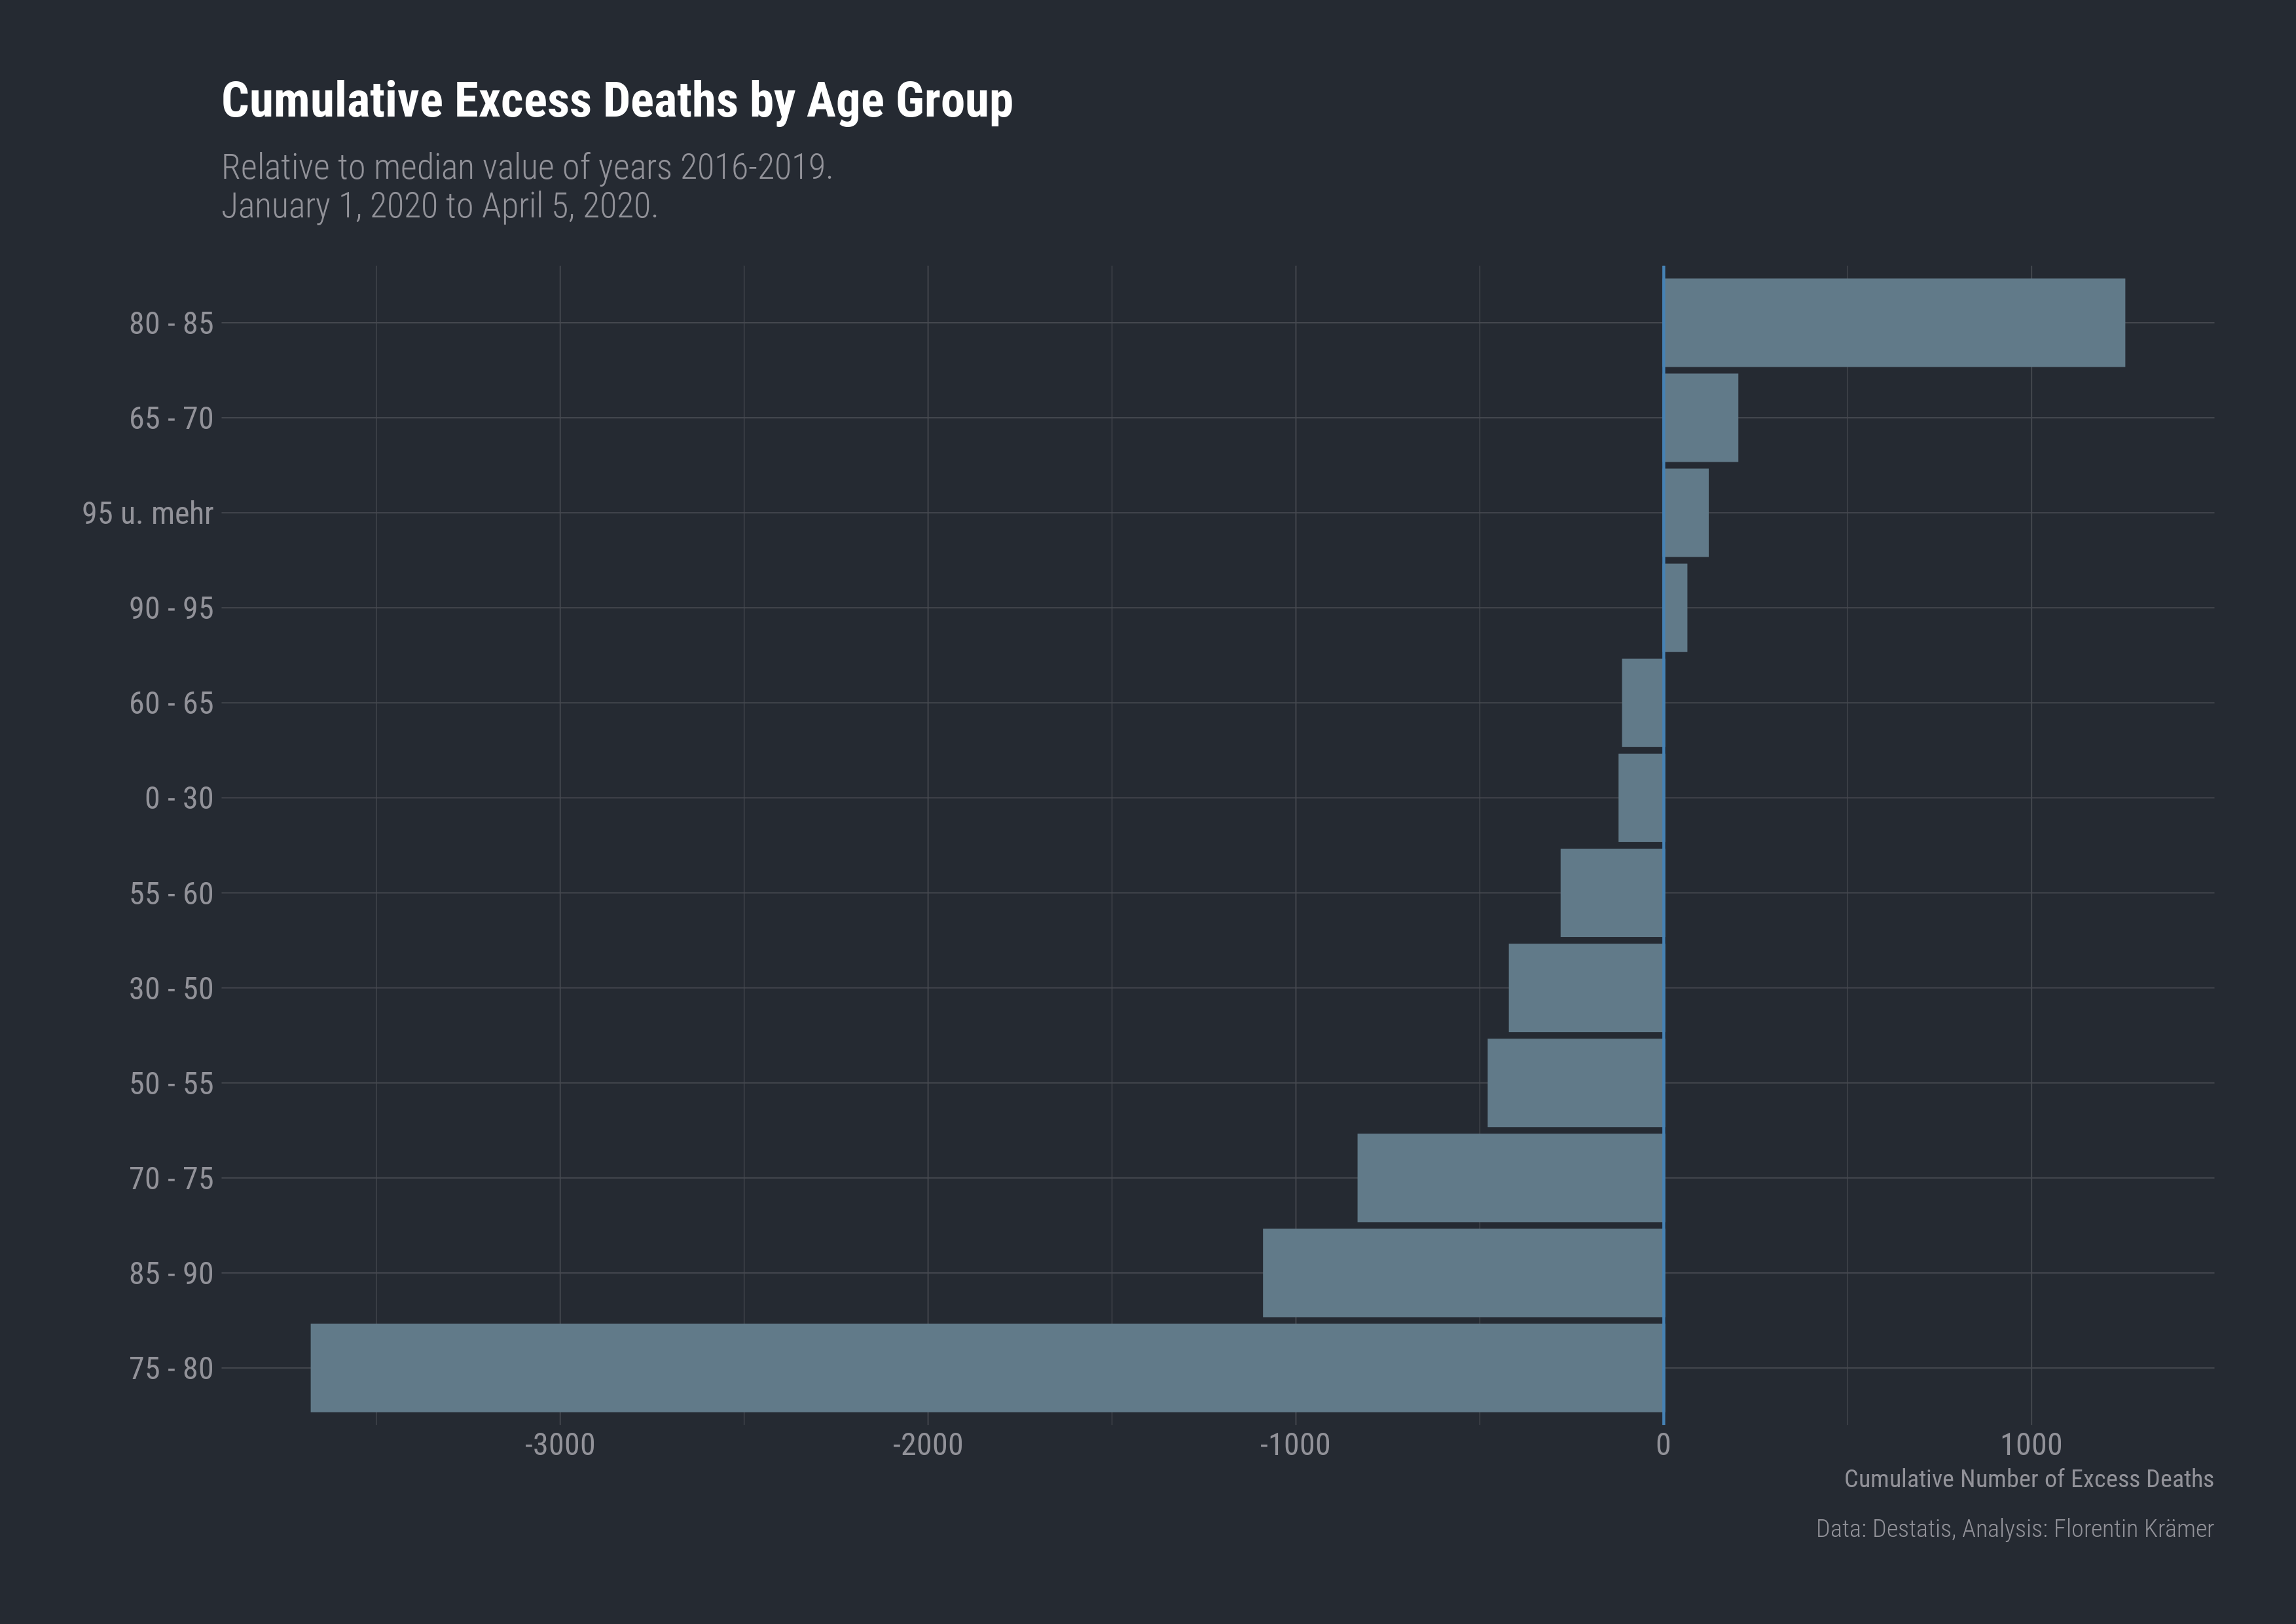 Cumulative Excess Deaths by Age Group
Relative to median value of years 2016-2019.
January 1, 2020 to April 5, 2020.
80 - 85
65 - 70
95 u. mehr
90 - 95
60 - 65
0 - 30
55 - 60
30 - 50
50 - 55
70 - 75
85 - 90
75 - 80
-3000 -2000 -1000 0 1000
Cumulative Number of Excess Deaths
Data: Destatis, Analysis: Florentin Krämer